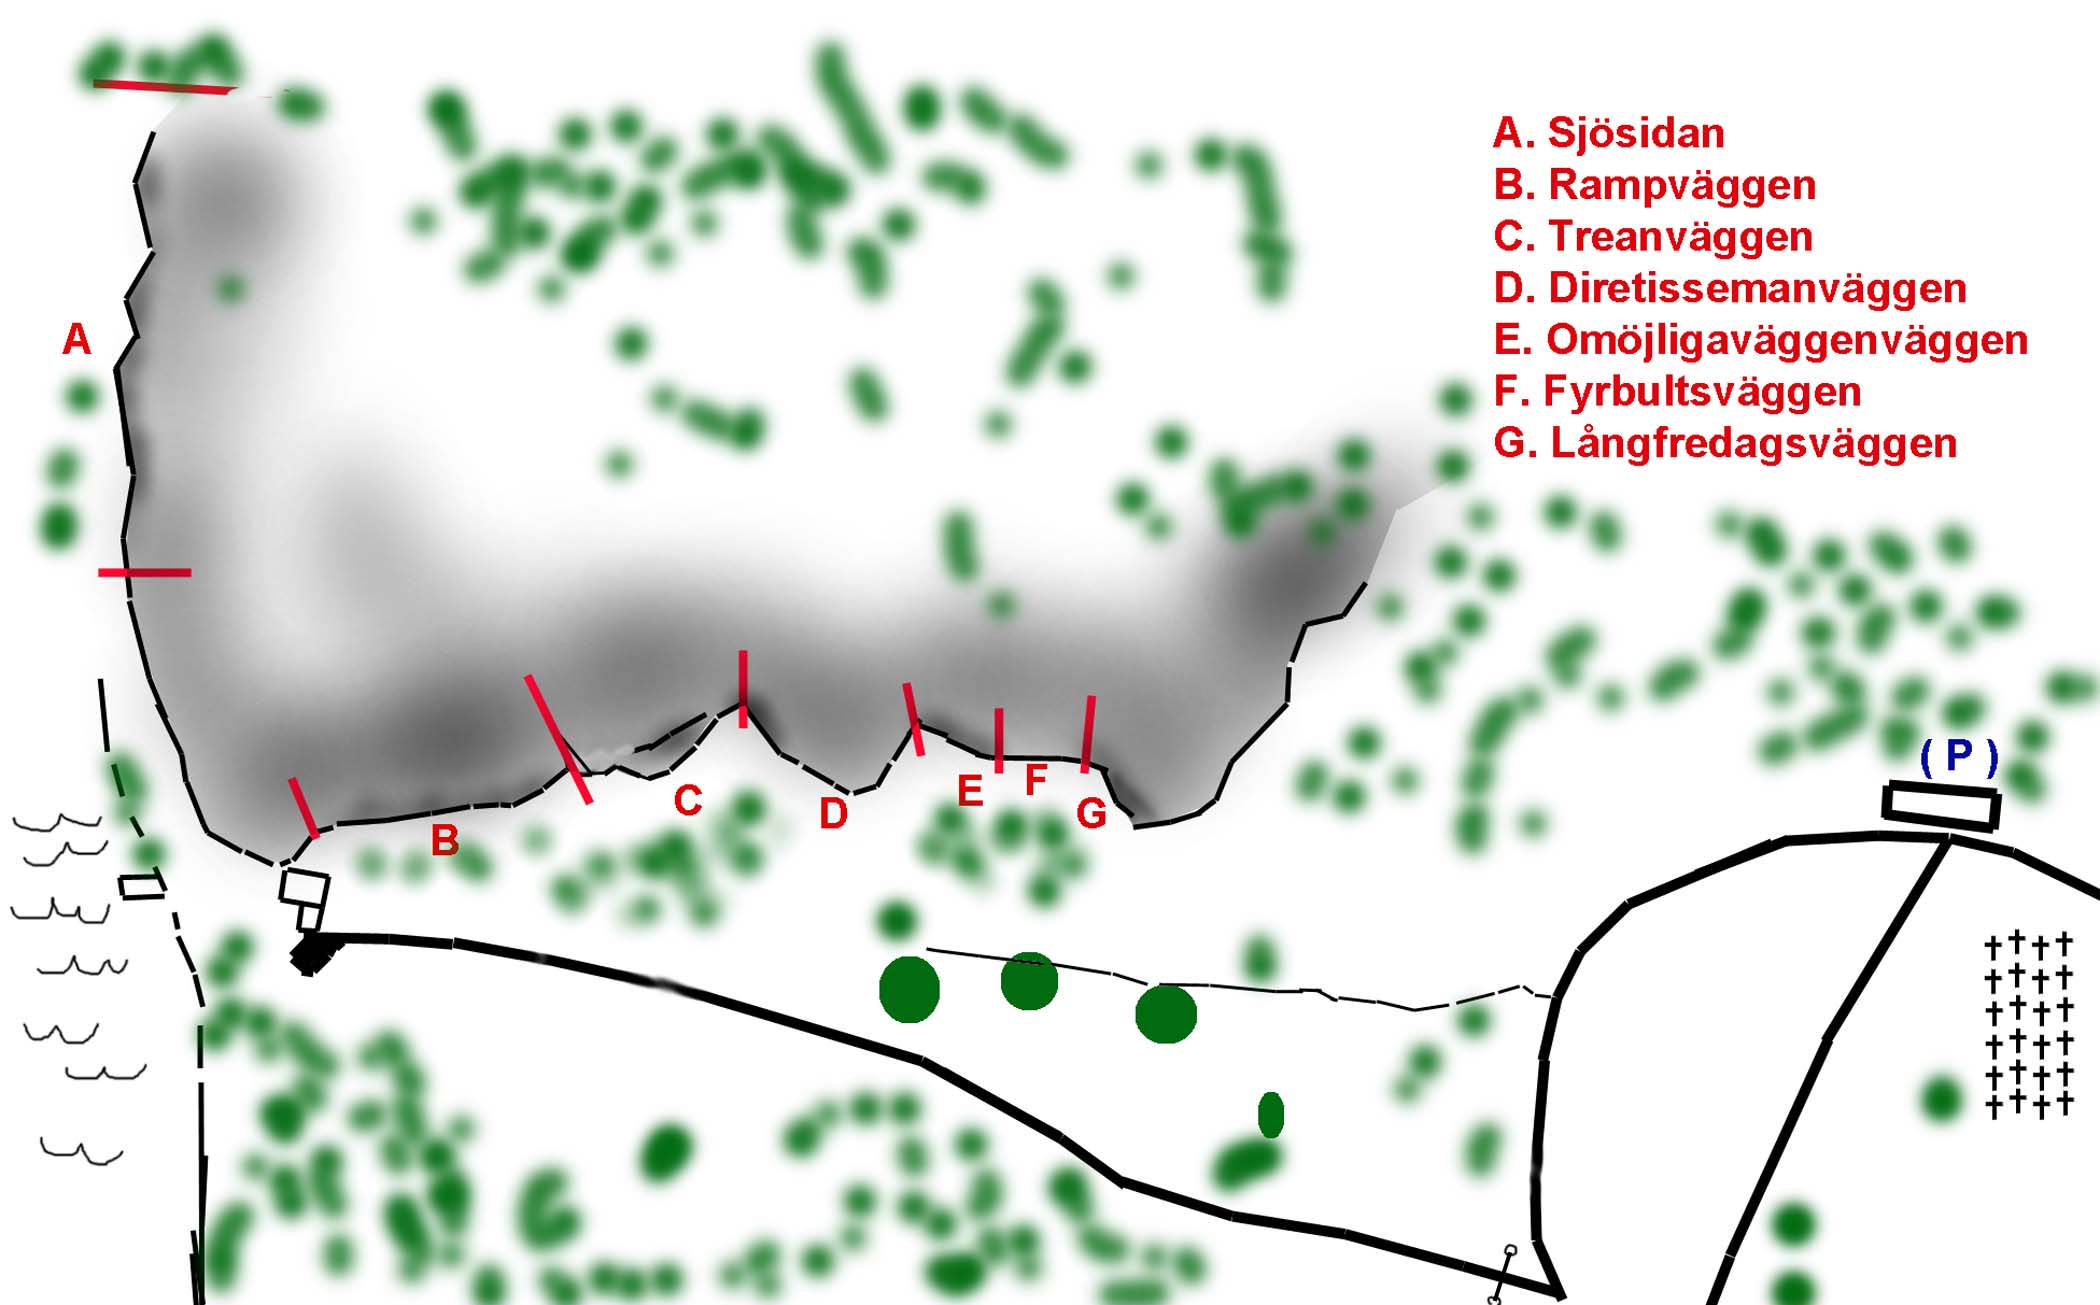 A. Sjösidan
B. Rampväggen
C. Treanväggen
D. Diretissemanväggen
E. Omöjligaväggenväggen
F. Fyrbultsväggen
G. Långfredagsväggen
A
B
C
D
E
F
G
( P )